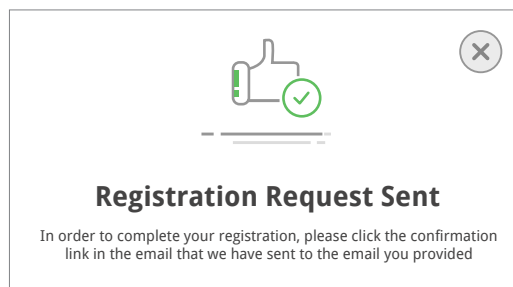 Registration Request Sent
In order to complete your registration, please click the confirmation
link in the email that we have sent to the email you provided